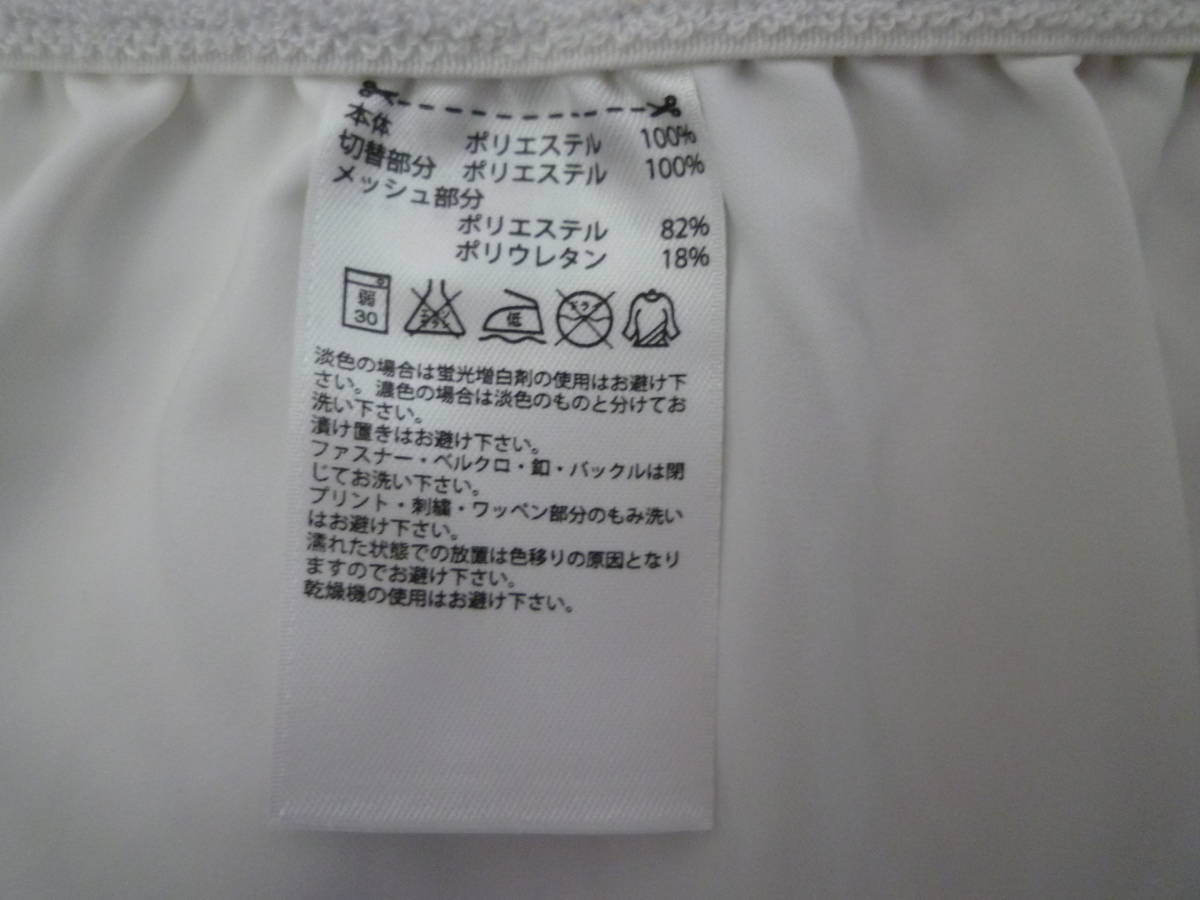 本体 ポリエステル 100%
切替部分 ポリエステル 100%
メッシュ部分
ポリエステル 82%
ポリウレタン 18%
弱 30 エンソサラシ 低 ドライ
淡色の場合は蛍光増白剤の使用はお避け下
さい。濃色の場合は淡色のものと分けてお
洗い下さい。
漬け置きはお避け下さい。
ファスナー・ベルクロ・釦・バックルは閉
じてお洗い下さい。
プリント・刺繍・ワッペン部分のもみ洗い
はお避け下さい。
濡れた状態での放置は色移りの原因となり
ますのでお避け下さい。
乾燥機の使用はお避け下さい。